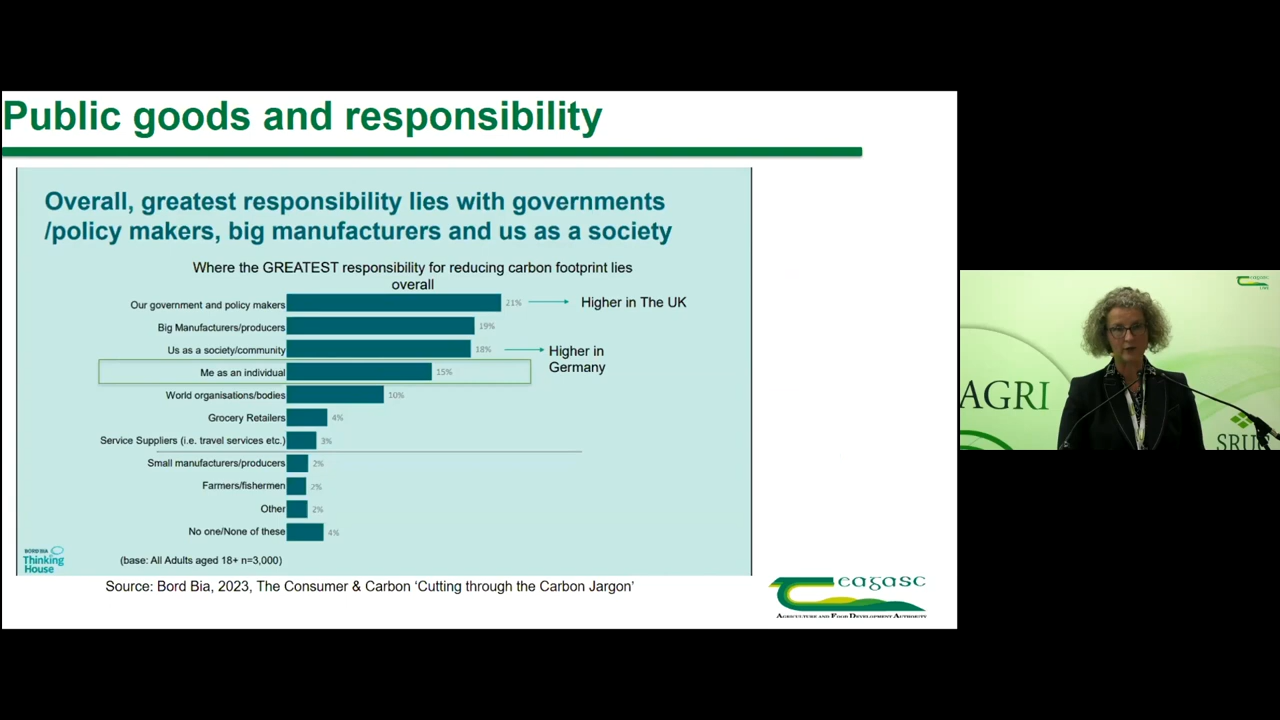 Public goods and responsibility
Overall, greatest responsibility lies with governments
/policy makers, big manufacturers and us as a society
Where the GREATEST responsibility for reducing carbon footprint lies
overall
Our government and policy makers 21% Higher in The UK
Big Manufacturers/producers 19%
Us as a society/community 18% Higher in
Germany
Me as an individual 15%
World organisations/bodies 10%
Grocery Retailers 4%
Service Suppliers (i.e. travel services etc.) 3%
Small manufacturers/producers 2%
Farmers/fishermen 2%
Other 2%
No one/None of these 4%
BORD BIA
Thinking
House
(base: All Adults aged 18+ n=3,000)
Source: Bord Bia, 2023, The Consumer & Carbon ‘Cutting through the Carbon Jargon’
teagasc
AGRICULTURE AND FOOD DEVELOPMENT AUTHORITY
AGRI
SRUC